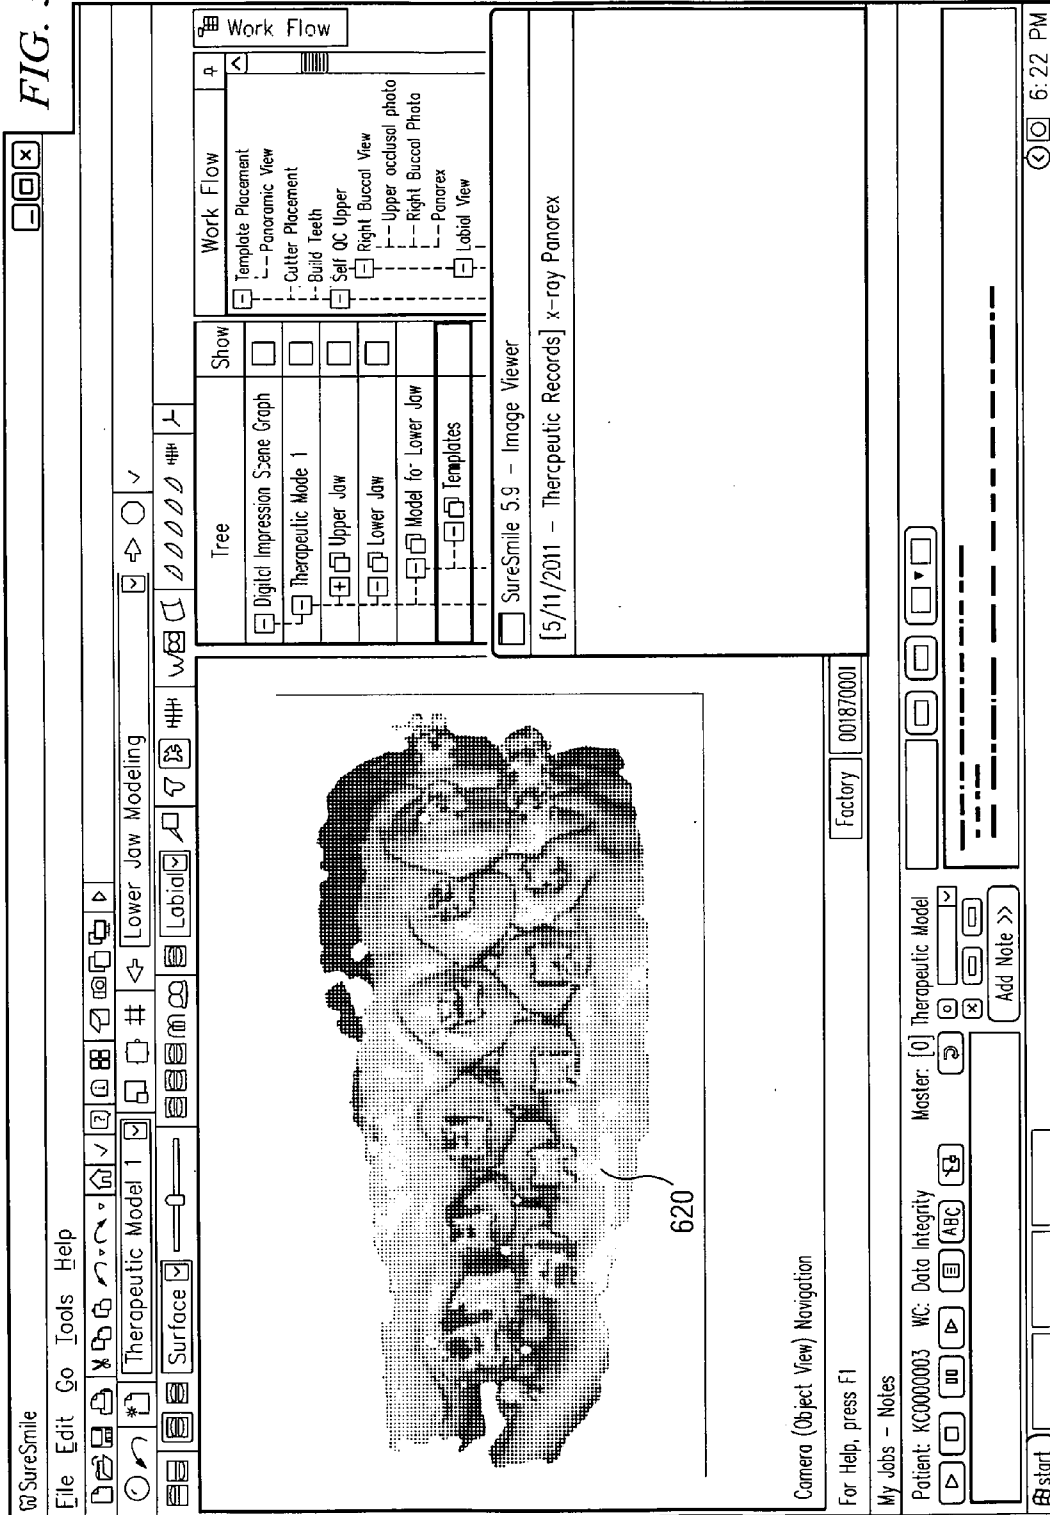 FIG.
SureSmile
File Edit Go Tools Help
Therapeutic Model 1
Lower Jaw Modeling
Surface
Labial
Tree
Show
Digitcl Impression Scene Graph
Therapeutic Mode 1
Upper Jaw
Lower Jaw
Model for Lower Jaw
Templates
Work Flow
Work Flow
Template Placement
Panoramic View
Cutter Placement
Build Teeth
Self QC Upper
Right Buccal View
Upper occlusal photo
Right Buccal Photo
Panorex
Labial View
SureSmile 5.9 - Image Viewer
[5/11/2011 - Thercpeutic Records] x-ray Panorex
620
Camera (Object View) Navigation
For Help, press F1
Factory
001870001
My Jobs - Notes
Patient: KC0000003 WC: Data Integrity Master: [0] Therapeutic Model
ABC
Add Note >>
start
6:22 PM